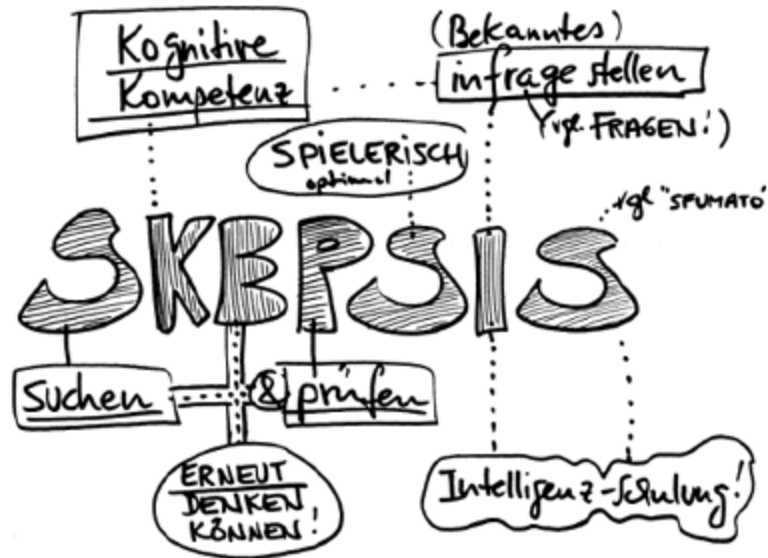 Kognitive
Kompetenz
(Bekanntes)
infrage stellen
(vgl. FRAGEN!)
SPIELERISCH
optimal
vgl "SFUMATO"
SKEPSIS
Suchen
&
prüfen
ERNEUT
DENKEN
KÖNNEN!
Intelligenz-Schulung!